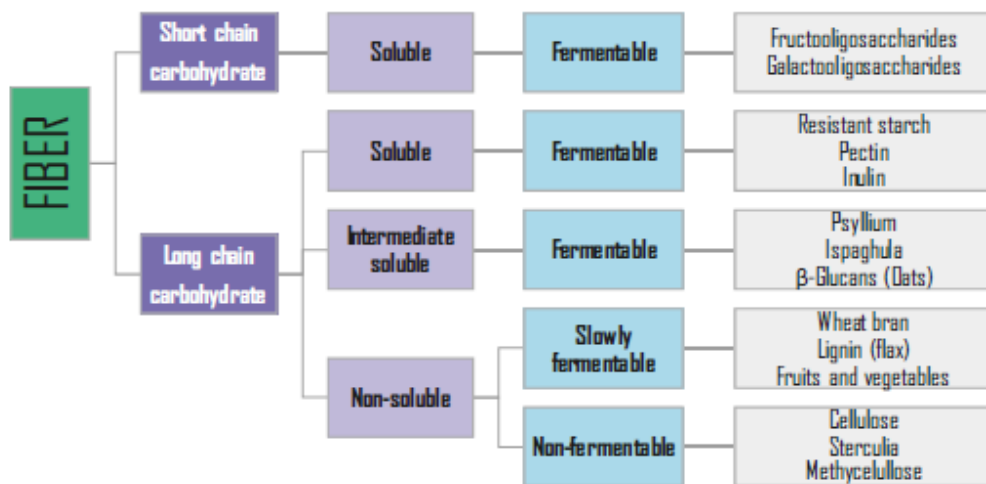 FIBER
Short chain
carbohydrate
Soluble
Fermentable
Fructooligosaccharides
Galactooligosaccharides
Long chain
carbohydrate
Soluble
Fermentable
Resistant starch
Pectin
Inulin
Intermediate
soluble
Fermentable
Psyllium
Ispaghula
β-Glucans (Oats)
Non-soluble
Slowly
fermentable
Wheat bran
Lignin (flax)
Fruits and vegetables
Non-fermentable
Cellulose
Sterculia
Methycelullose